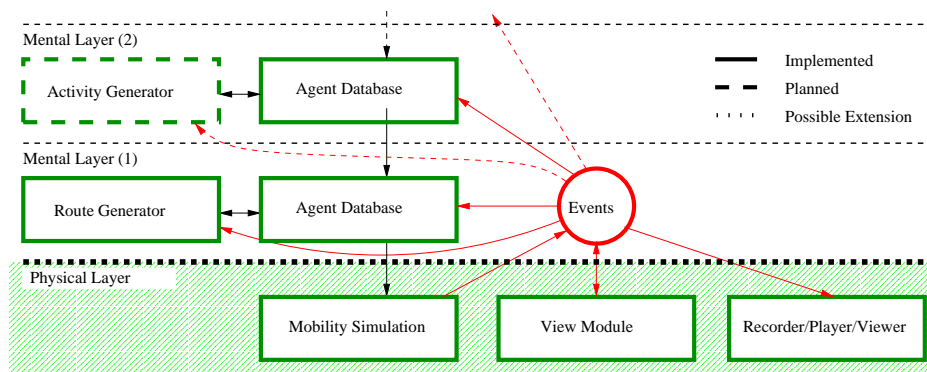 Mental Layer (2)
Activity Generator
Agent Database
Implemented
Planned
Possible Extension
Mental Layer (1)
Route Generator
Agent Database
Events
Physical Layer
Mobility Simulation
View Module
Recorder/Player/Viewer